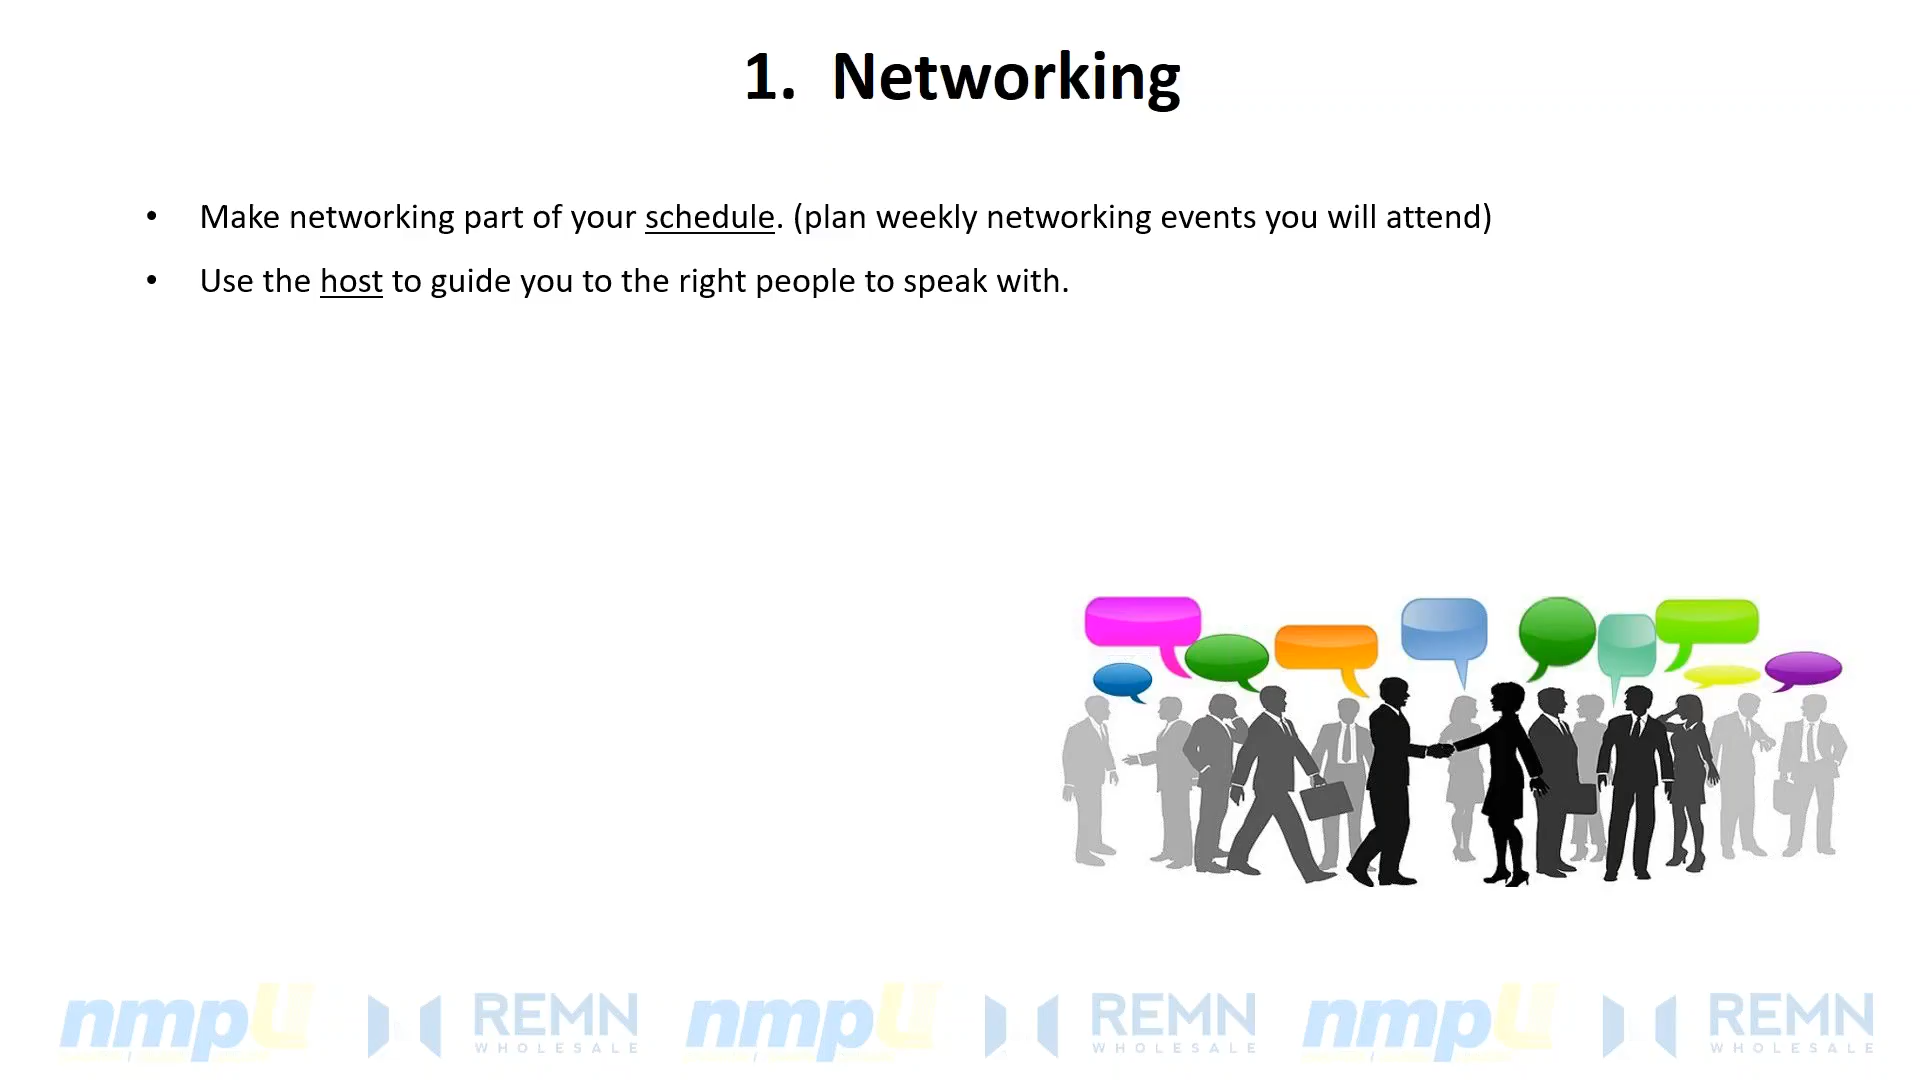 1. Networking
• Make networking part of your schedule. (plan weekly networking events you will attend)
• Use the host to guide you to the right people to speak with.
nmpU REMN WHOLESALE nmpU REMN WHOLESALE nmpU REMN WHOLESALE